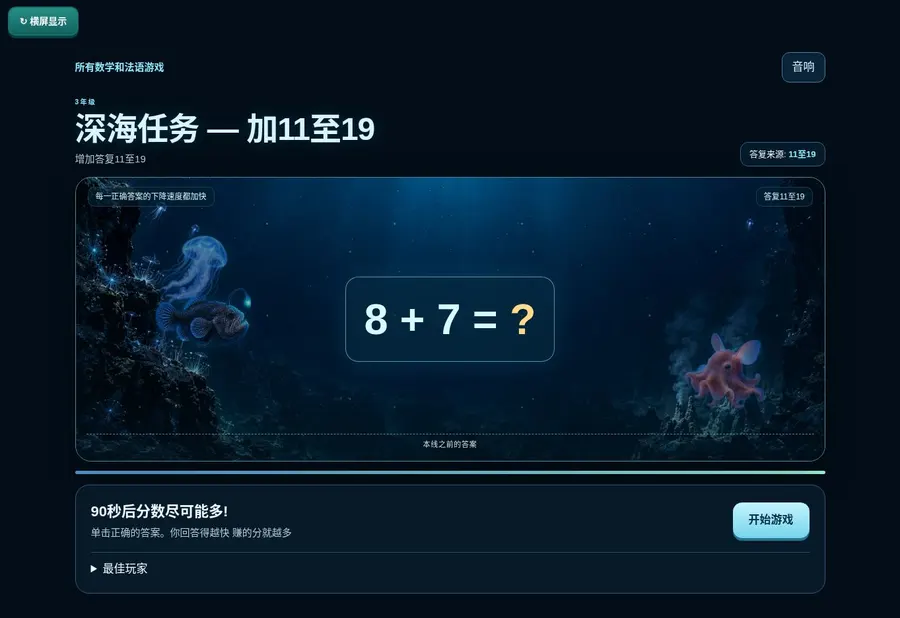 ↻ 横屏显示
所有数学和法语游戏
音响
3年级
深海任务 — 加11至19
增加答复11至19
答复来源: 11至19
每一正确答案的下降速度都加快
答复11至19
8 + 7 = ?
本线之前的答案
90秒后分数尽可能多!
单击正确的答案。你回答得越快 赚的分就越多
开始游戏
▶ 最佳玩家